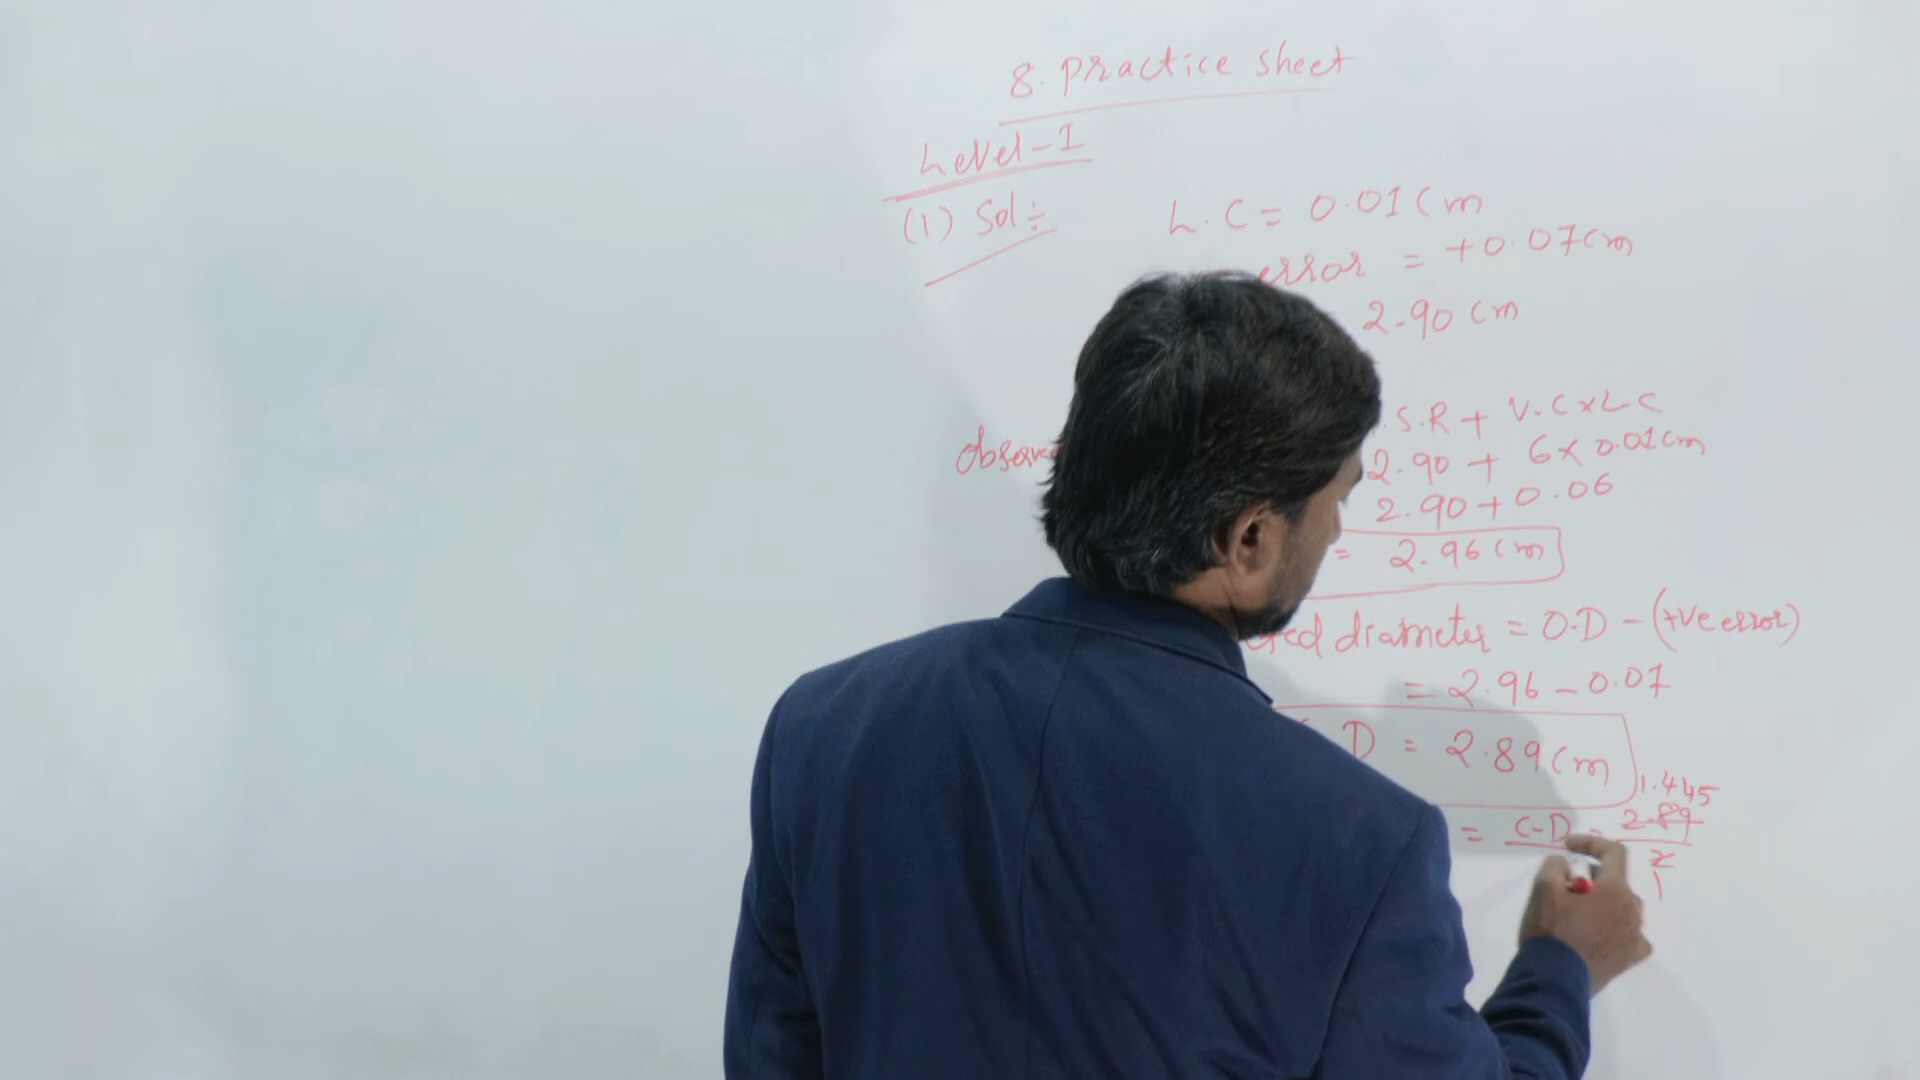 8. Practice sheet
Level-I
(1) Sol÷
L.C = 0.01 Cm
error = +0.07cm
2.90 cm
S.R + V.C x L C
2.90 + 6 x 0.01cm
2.90 + 0.06
= 2.96 cm
diameter = O.D - (+ve error)
= 2.96 - 0.07
D = 2.89 cm
1.445
= C-D = 2.89
2
1